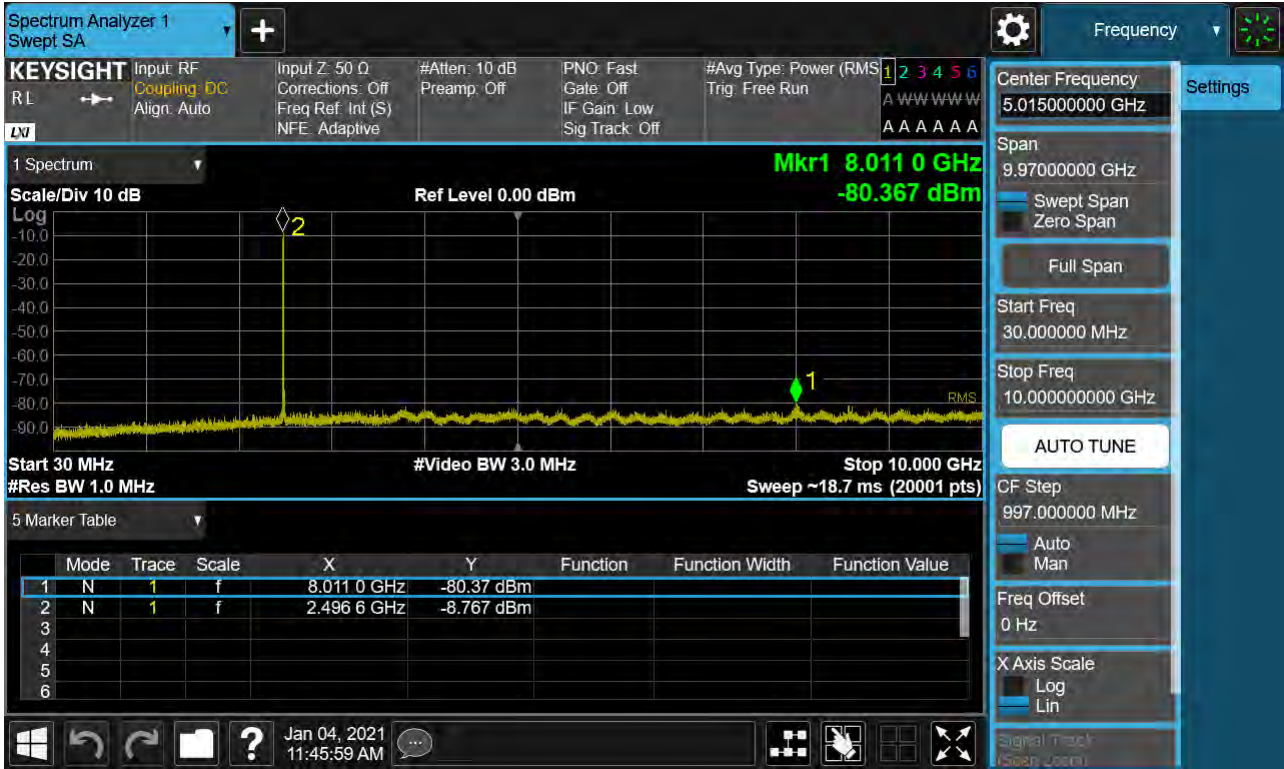 Spectrum Analyzer 1
Swept SA
+
Frequency
KEYSIGHT
RL
LXI
Input: RF
Coupling: DC
Align: Auto
Input Z: 50 Ω
Corrections: Off
Freq Ref: Int (S)
NFE: Adaptive
#Atten: 10 dB
Preamp: Off
PNO: Fast
Gate: Off
IF Gain: Low
Sig Track: Off
#Avg Type: Power (RMS
Trig: Free Run
1 2 3 4 5 6
A W W W W W
A A A A A A
1 Spectrum
Mkr1 8.011 0 GHz
-80.367 dBm
Scale/Div 10 dB
Ref Level 0.00 dBm
Log
-10.0
-20.0
-30.0
-40.0
-50.0
-60.0
-70.0
-80.0
-90.0
2
1
RMS
Start 30 MHz
#Video BW 3.0 MHz
Stop 10.000 GHz
#Res BW 1.0 MHz
Sweep ~18.7 ms (20001 pts)
5 Marker Table
Mode Trace Scale X Y Function Function Width Function Value
1 N 1 f 8.011 0 GHz -80.37 dBm
2 N 1 f 2.496 6 GHz -8.767 dBm
3
4
5
6
?
Jan 04, 2021
11:45:59 AM
Center Frequency
5.015000000 GHz
Span
9.97000000 GHz
Swept Span
Zero Span
Full Span
Start Freq
30.000000 MHz
Stop Freq
10.000000000 GHz
AUTO TUNE
CF Step
997.000000 MHz
Auto
Man
Freq Offset
0 Hz
X Axis Scale
Log
Lin
Signal Track
(Span Zoom)
Settings